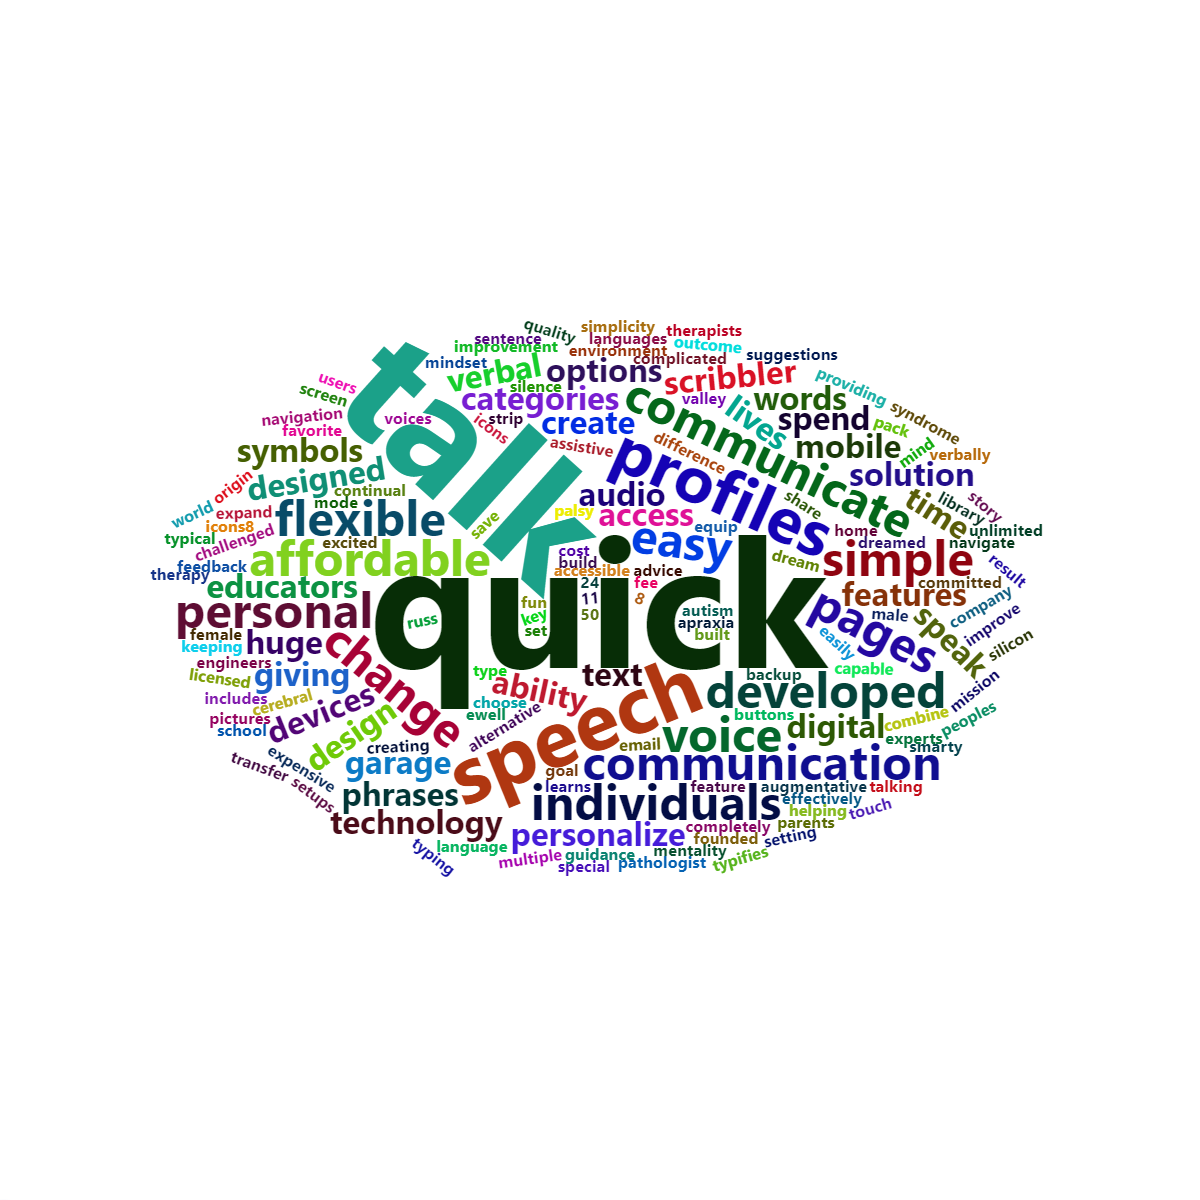 quality
simplicity
therapists
sentence
languages
outcome
improvement
environment
complicated
suggestions
mindset
verbal
options
scribbler
providing
users
silence
screen
categories
valley
words
syndrome
talk
communicate
lives
navigation
voices
strip
icons
create
spend
pack
favorite
mobile
mind
verbally
symbols
assistive
difference
solution
designed
continual
profiles
origin
mode
audio
share
time
library
story
world
expand
flexible
save
palsy
access
equip
home
unlimited
icons8
typical
challenged
excited
easy
dreamed
navigate
affordable
cost
build
dream
simple
result
feedback
therapy
accessible
advice
educators
quick
24
fee
features
committed
personal
fun
11
8
pages
company
key
50
autism
male
russ
set
apraxia
speak
improve
female
huge
change
built
easily
silicon
keeping
engineers
giving
type
ability
text
backup
capable
licensed
speech
developed
mission
includes
cerebral
devices
choose
pictures
design
ewell
alternative
buttons
combine
peoples
school
creating
email
voice
digital
experts
smarty
expensive
garage
goal
communication
transfer
setups
phrases
learns
individuals
feature
augmentative
talking
effectively
technology
helping
touch
personalize
completely
parents
founded
setting
typing
language
multiple
guidance
mentality
special
pathologist
typifies